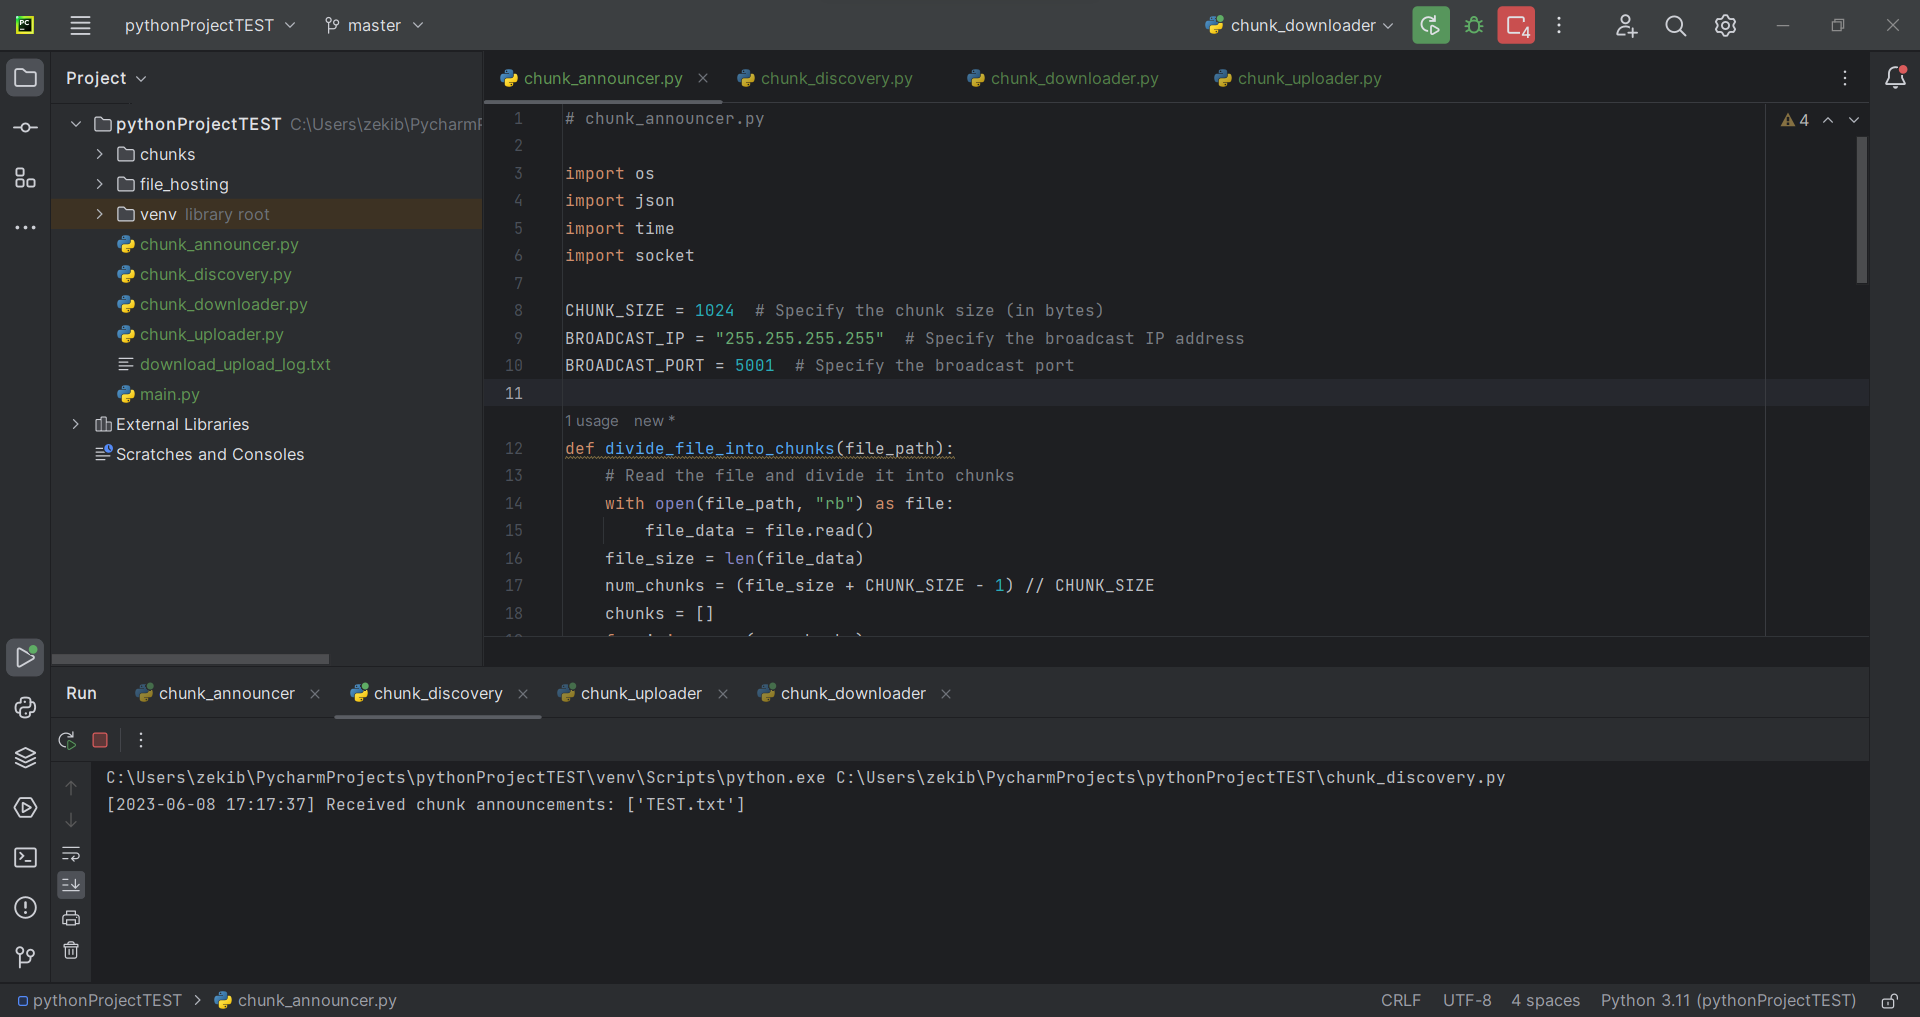 PC
pythonProjectTEST
master
chunk_downloader
4
Project
chunk_announcer.py
chunk_discovery.py
chunk_downloader.py
chunk_uploader.py
pythonProjectTEST C:\Users\zekib\Pycharm
chunks
file_hosting
venv library root
chunk_announcer.py
chunk_discovery.py
chunk_downloader.py
chunk_uploader.py
download_upload_log.txt
main.py
External Libraries
Scratches and Consoles
4
1 # chunk_announcer.py
2
3 import os
4 import json
5 import time
6 import socket
7
8 CHUNK_SIZE = 1024 # Specify the chunk size (in bytes)
9 BROADCAST_IP = "255.255.255.255" # Specify the broadcast IP address
10 BROADCAST_PORT = 5001 # Specify the broadcast port
11
1 usage new *
12 def divide_file_into_chunks(file_path):
13 # Read the file and divide it into chunks
14 with open(file_path, "rb") as file:
15 file_data = file.read()
16 file_size = len(file_data)
17 num_chunks = (file_size + CHUNK_SIZE - 1) // CHUNK_SIZE
18 chunks = []
Run
chunk_announcer
chunk_discovery
chunk_uploader
chunk_downloader
C:\Users\zekib\PycharmProjects\pythonProjectTEST\venv\Scripts\python.exe C:\Users\zekib\PycharmProjects\pythonProjectTEST\chunk_discovery.py
[2023-06-08 17:17:37] Received chunk announcements: ['TEST.txt']
pythonProjectTEST > chunk_announcer.py
CRLF UTF-8 4 spaces Python 3.11 (pythonProjectTEST)